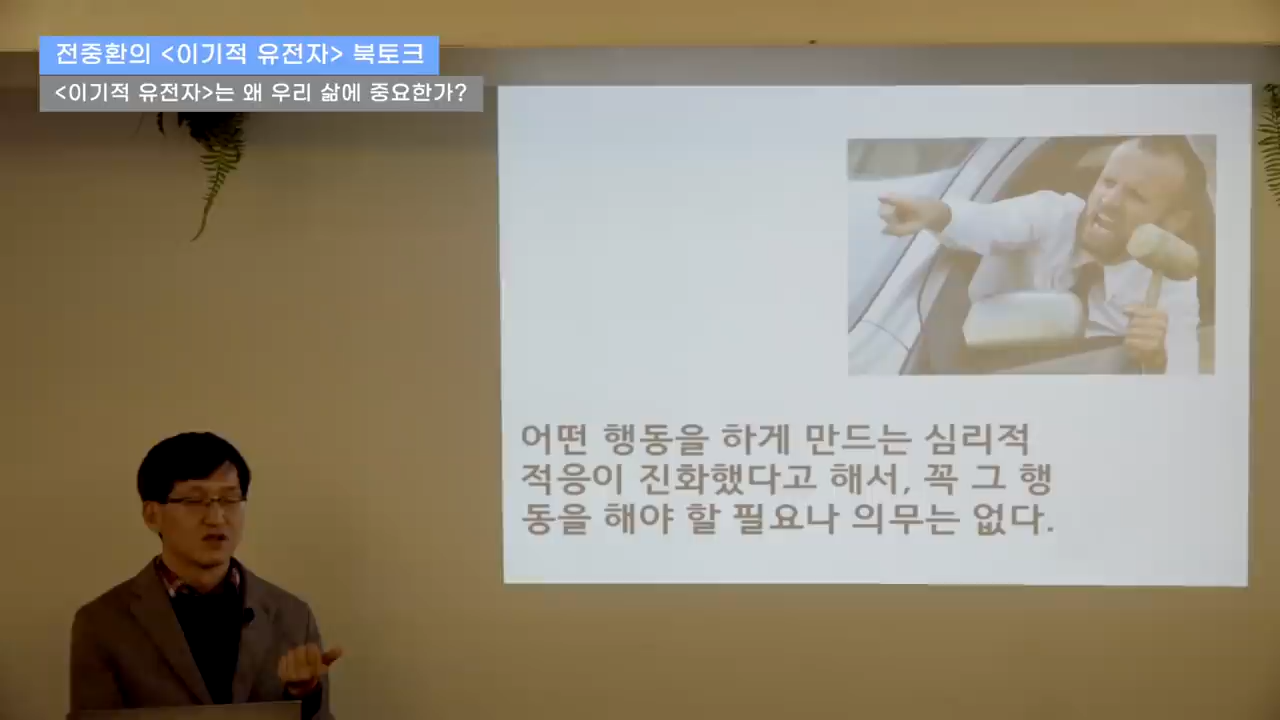 전중환의 <이기적 유전자> 북토크
<이기적 유전자>는 왜 우리 삶에 중요한가?
어떤 행동을 하게 만드는 심리적
적응이 진화했다고 해서, 꼭 그 행
동을 해야 할 필요나 의무는 없다.